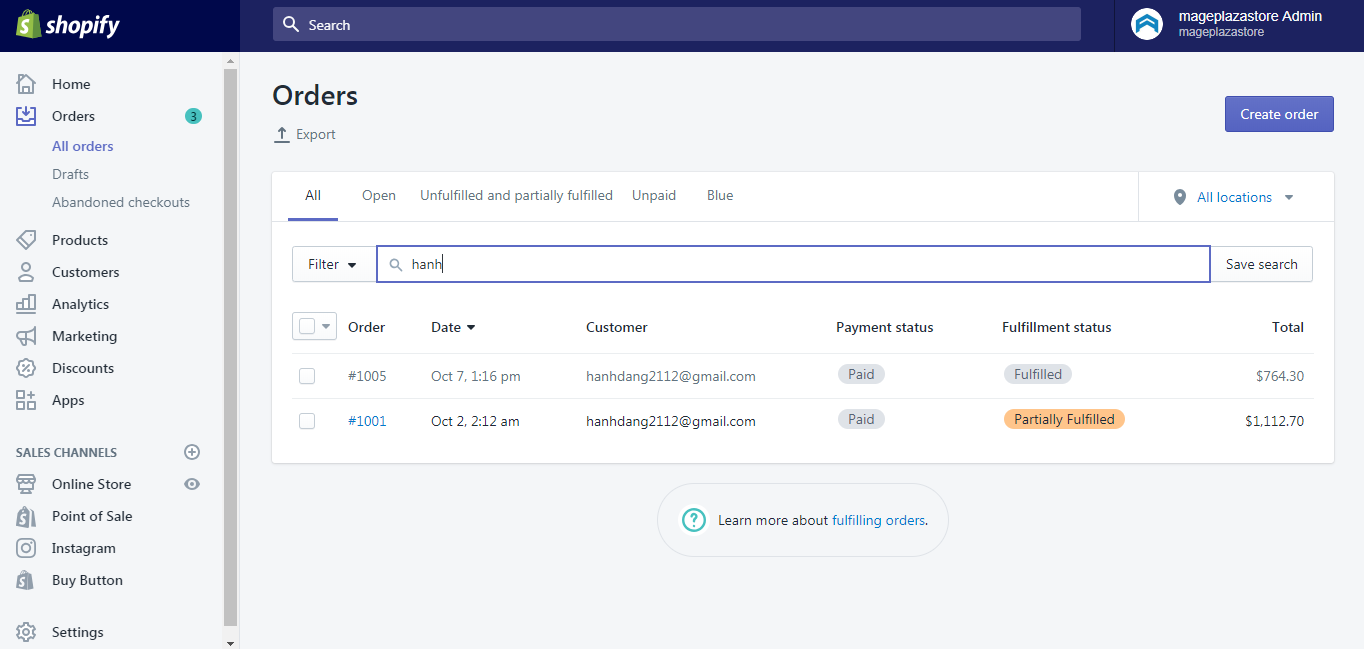 shopify
Search
mageplazastore Admin
mageplazastore
Home
Orders
3
All orders
Drafts
Abandoned checkouts
Products
Customers
Analytics
Marketing
Discounts
Apps
SALES CHANNELS
Online Store
Point of Sale
Instagram
Buy Button
Settings
Orders
Export
Create order
All Open Unfulfilled and partially fulfilled Unpaid Blue All locations
Filter hanh Save search
Order Date Customer Payment status Fulfillment status Total
#1005 Oct 7, 1:16 pm hanhdang2112@gmail.com Paid Fulfilled $764.30
#1001 Oct 2, 2:12 am hanhdang2112@gmail.com Paid Partially Fulfilled $1,112.70
? Learn more about fulfilling orders.